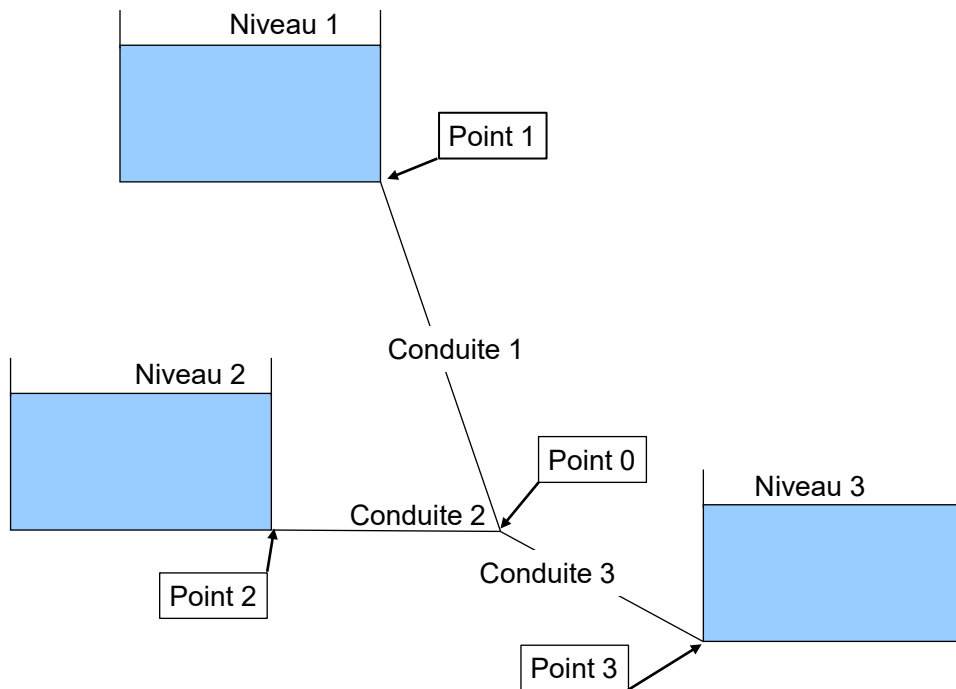 Niveau 1
Point 1
Conduite 1
Niveau 2
Point 0
Niveau 3
Conduite 2
Conduite 3
Point 2
Point 3